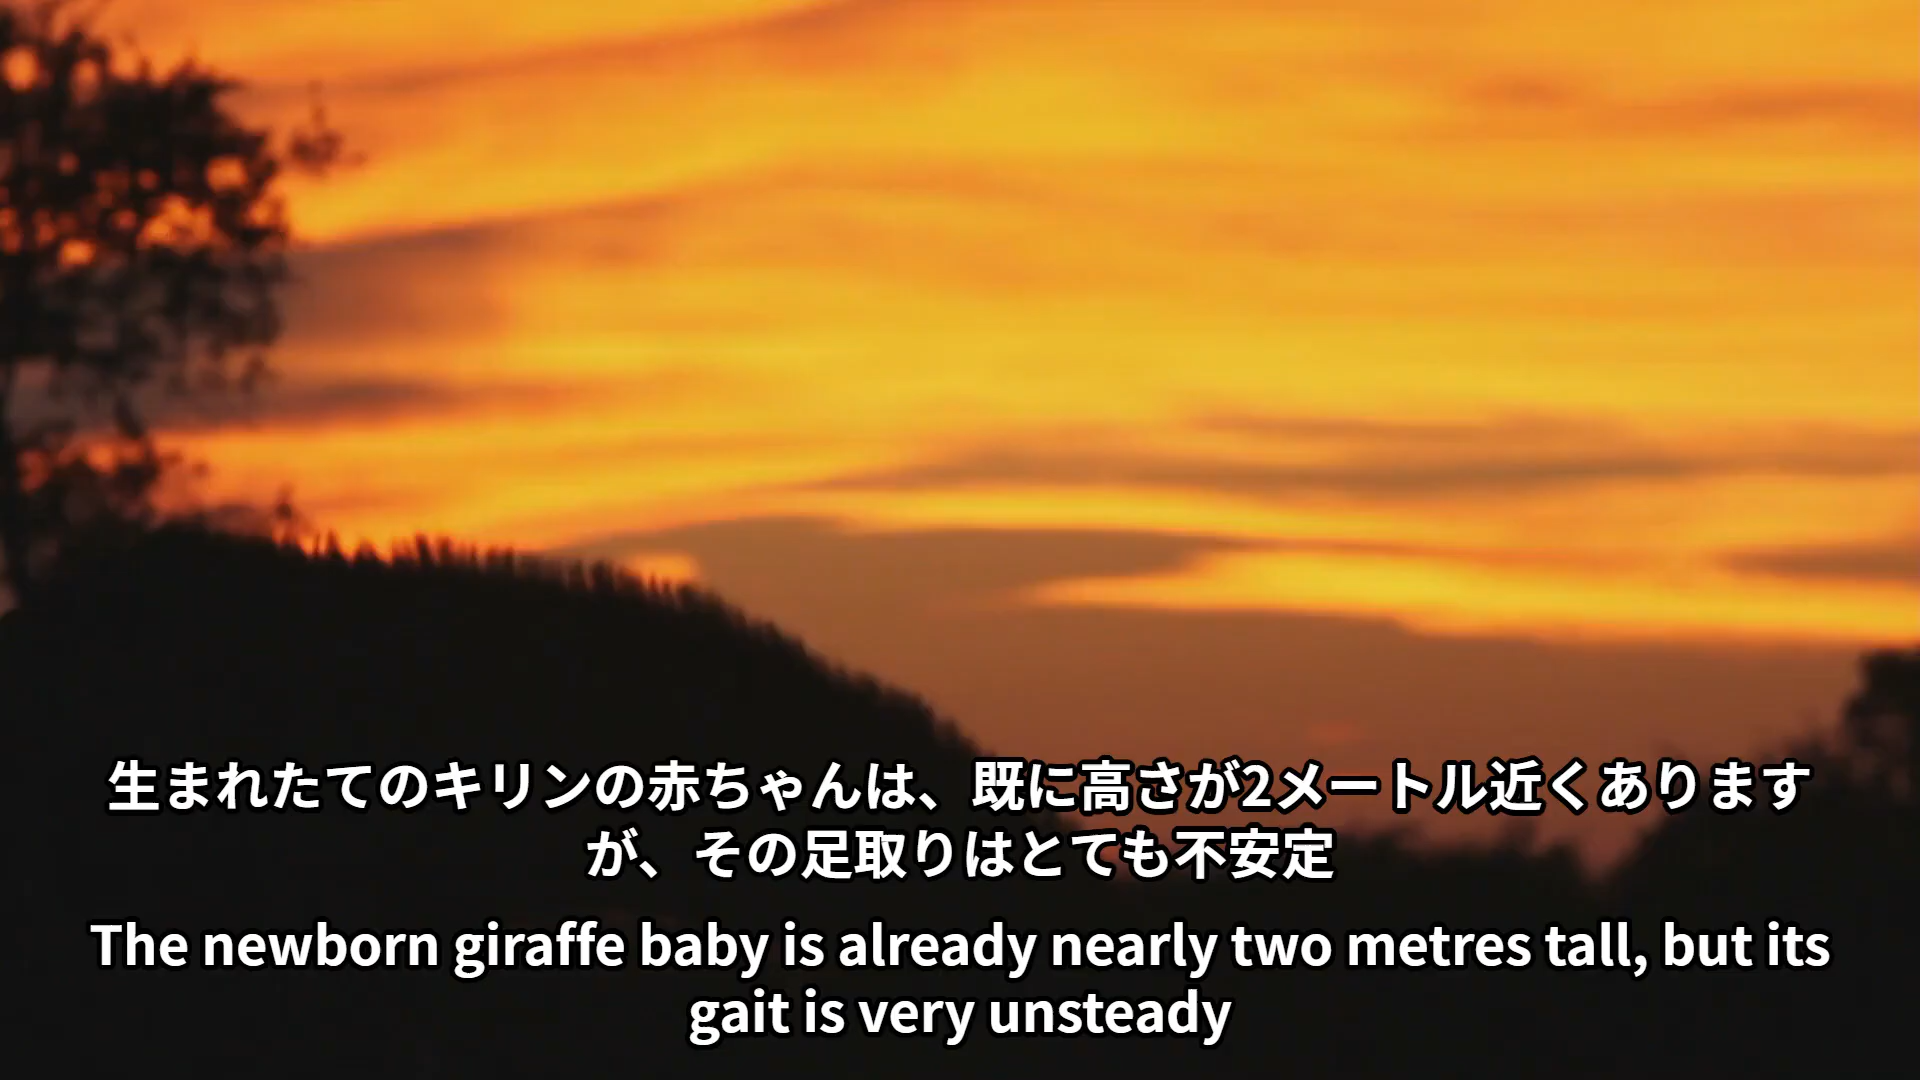 生まれたてのキリンの赤ちゃんは、既に高さが2メートル近くあります
が、その足取りはとても不安定
The newborn giraffe baby is already nearly two metres tall, but its
gait is very unsteady